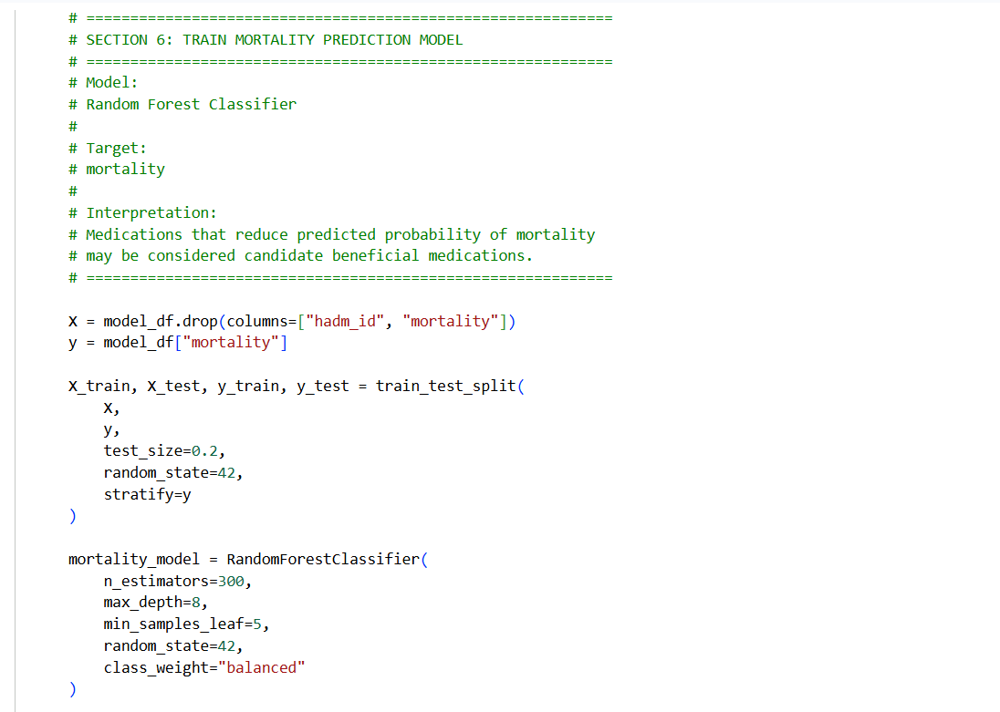 # ============================================================
# SECTION 6: TRAIN MORTALITY PREDICTION MODEL
# ============================================================
# Model:
# Random Forest Classifier
#
# Target:
# mortality
#
# Interpretation:
# Medications that reduce predicted probability of mortality
# may be considered candidate beneficial medications.
# ============================================================
X = model_df.drop(columns=["hadm_id", "mortality"])
y = model_df["mortality"]
X_train, X_test, y_train, y_test = train_test_split(
    X,
    y,
    test_size=0.2,
    random_state=42,
    stratify=y
)
mortality_model = RandomForestClassifier(
    n_estimators=300,
    max_depth=8,
    min_samples_leaf=5,
    random_state=42,
    class_weight="balanced"
)